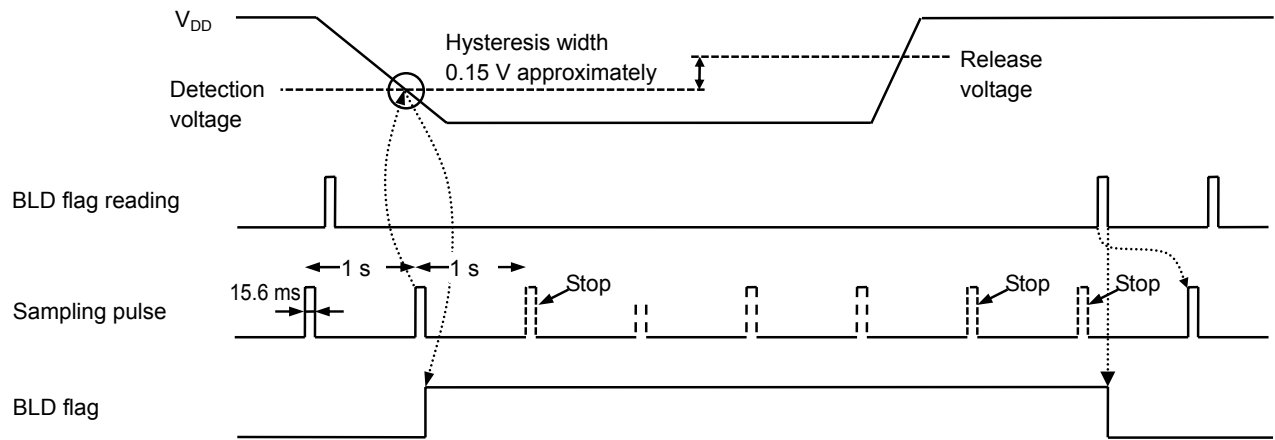 V_DD
Hysteresis width
0.15 V approximately
Detection
voltage
Release
voltage
BLD flag reading
1 s
1 s
15.6 ms
Stop
Stop
Stop
Sampling pulse
BLD flag